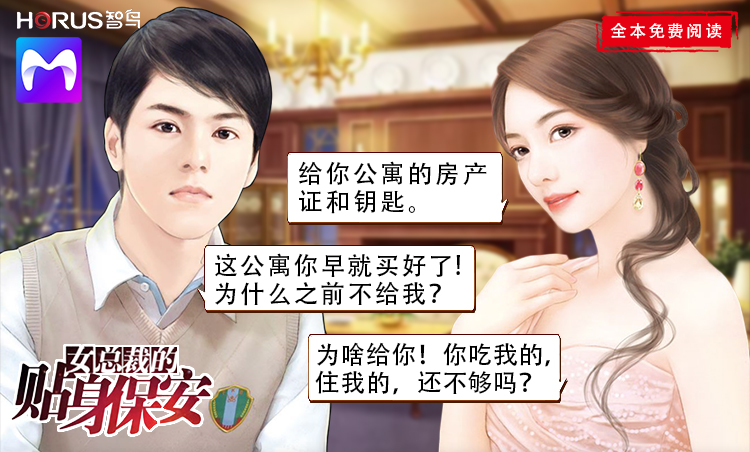 HORUS智鸟
全本免费阅读
给你公寓的房产
证和钥匙。
这公寓你早就买好了!
为什么之前不给我?
为啥给你! 你吃我的,
住我的, 还不够吗?
女总裁的
贴身保安